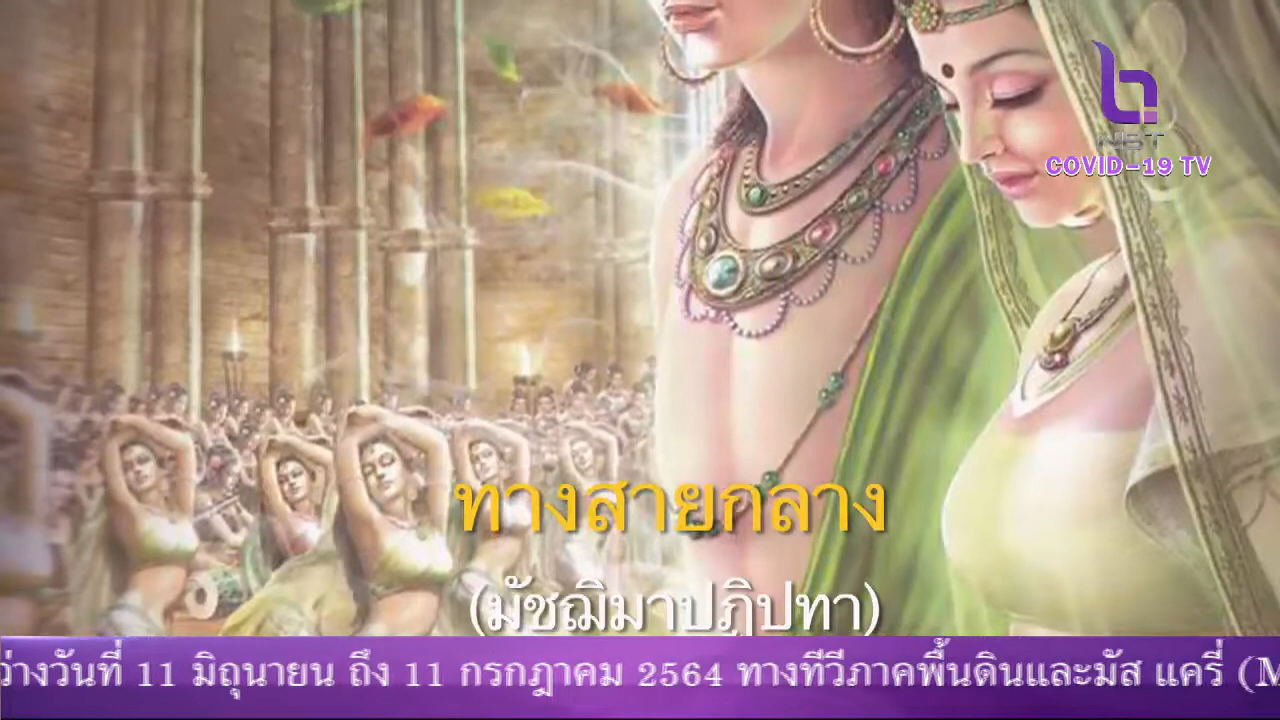 NBT
COVID-19 TV
ทางสายกลาง
(มัชฌิมาปฏิปทา)
ว่างวันที่ 11 มิถุนายน ถึง 11 กรกฎาคม 2564 ทางทีวีภาคพื้นดินและมัส แครี่ (M